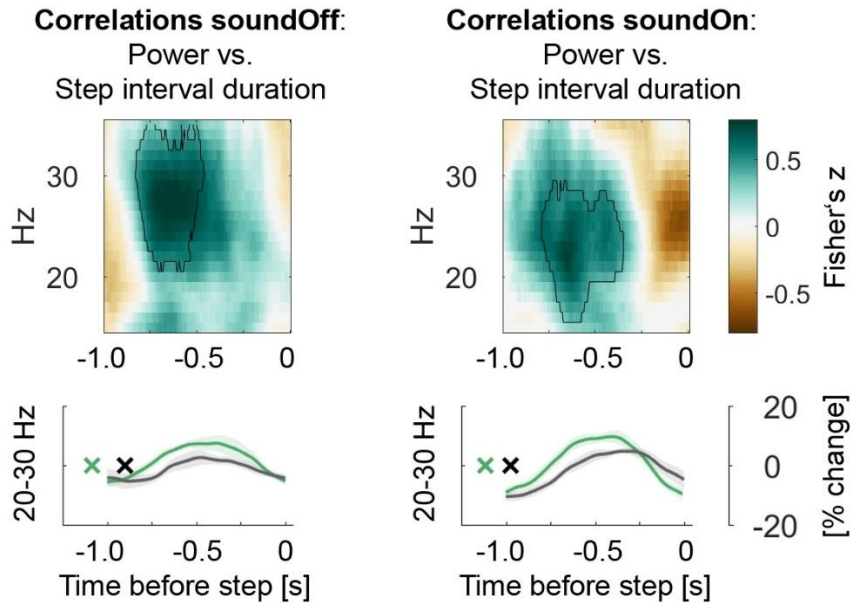 Correlations soundOff:
Power vs.
Step interval duration
Correlations soundOn:
Power vs.
Step interval duration
Hz
30
20
-1.0 -0.5 0
Hz
30
20
-1.0 -0.5 0
0.5
0
-0.5
Fisher‘s z
20-30 Hz
-1.0 -0.5 0
Time before step [s]
20-30 Hz
-1.0 -0.5 0
Time before step [s]
20
0
-20
[% change]